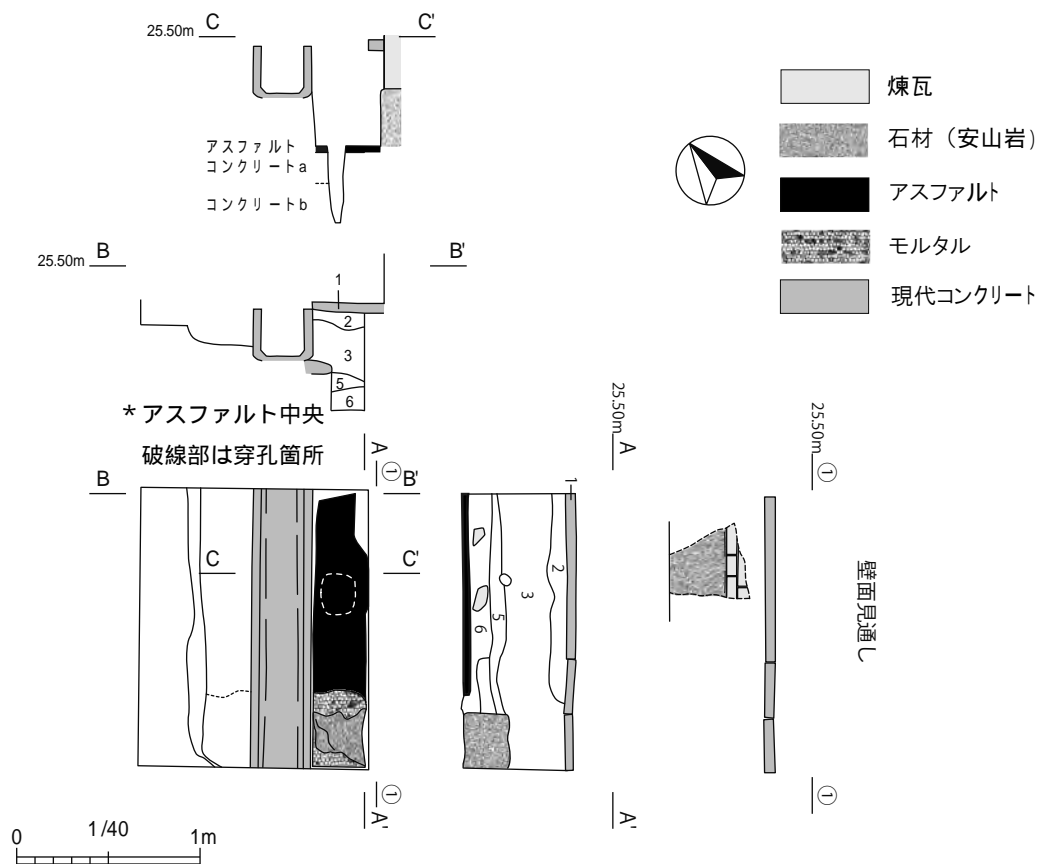 25.50m C C'
アスファルト
コンクリートa
コンクリートb
煉瓦
石材（安山岩）
アスファルト
モルタル
現代コンクリート
25.50m B B'
1
2
3
5
6
＊アスファルト中央
破線部は穿孔箇所
A
①
B B'
C C'
①
A'
25.50m A
1
2
3
5
6
A'
25.50m ①
壁面見通し
①
0 1/40 1m